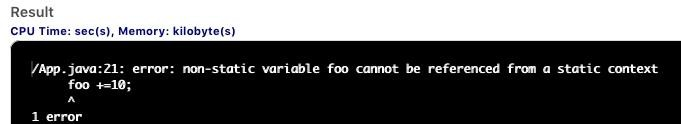 Result
CPU Time: sec(s), Memory: kilobyte(s)
/App.java:21: error: non-static variable foo cannot be referenced from a static context
foo +=10;
^
1 error